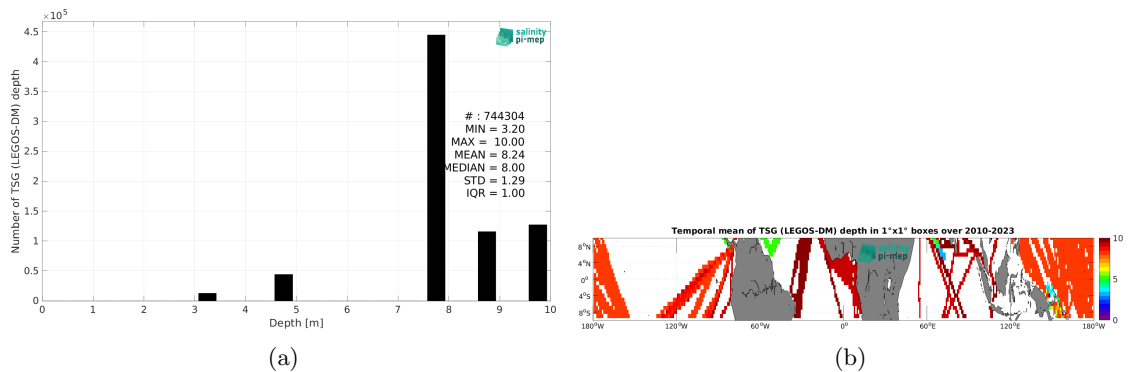 ×10⁵
4.5
4
3.5
3
2.5
2
1.5
1
0.5
0
Number of TSG (LEGOS-DM) depth
salinity
pi-mep
# : 744304
MIN = 3.20
MAX = 10.00
MEAN = 8.24
MEDIAN = 8.00
STD = 1.29
IQR = 1.00
0 1 2 3 4 5 6 7 8 9 10
Depth [m]
(a)
Temporal mean of TSG (LEGOS-DM) depth in 1°x1° boxes over 2010-2023
salinity
pi-mep
8°N
4°N
0°
4°S
8°S
180°W 120°W 60°W 0° 60°E 120°E 180°W
10
5
0
(b)